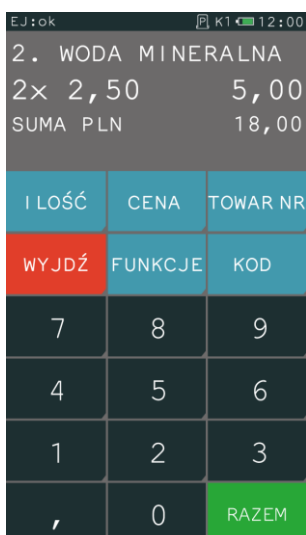 EJ:ok P K1 12:00
2. WODA MINERALNA
2x 2,50 5,00
SUMA PLN 18,00
ILOŚĆ CENA TOWAR NR
WYJDŹ FUNKCJE KOD
7 8 9
4 5 6
1 2 3
, 0 RAZEM